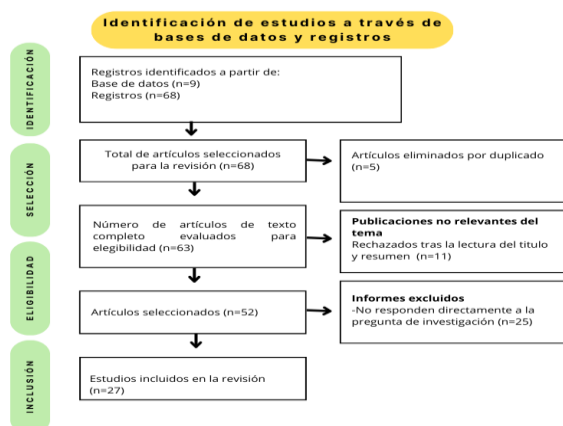 Identificación de estudios a través de
bases de datos y registros
IDENTIFICACIÓN
Registros identificados a partir de:
Base de datos (n=9)
Registros (n=68)
SELECCIÓN
Total de artículos seleccionados
para la revisión (n=68)
Artículos eliminados por duplicado
(n=5)
Número de artículos de texto
completo evaluados para
elegibilidad (n=63)
Publicaciones no relevantes del
tema
Rechazados tras la lectura del titulo
y resumen (n=11)
ELIGIBILIDAD
Artículos seleccionados (n=52)
Informes excluidos
-No responden directamente a la
pregunta de investigación (n=25)
INCLUSIÓN
Estudios incluidos en la revisión
(n=27)